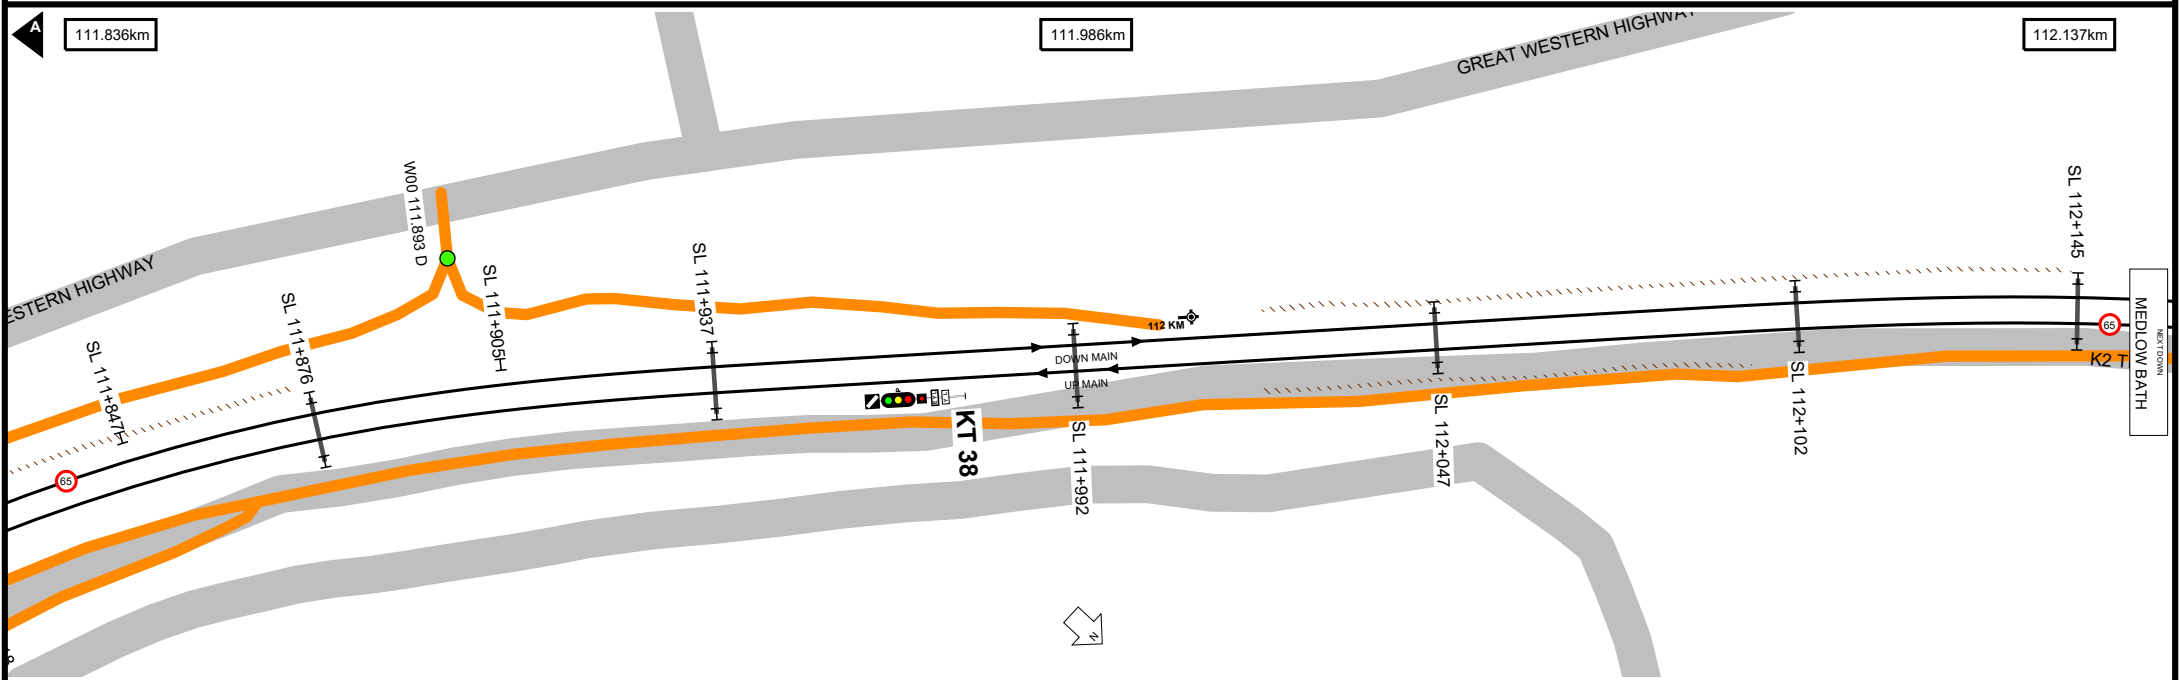 A
111.836km
111.986km
112.137km
GREAT WESTERN HIGHWAY
ESTERN HIGHWAY
W00 111.893 D
SL 111+847
SL 111+876
SL 111+905
SL 111+937
112 KM
DOWN MAIN
UP MAIN
KT 38
SL 111+992
SL 112+047
SL 112+102
SL 112+145
65
65
K2 T
MEDLOW BATH
NEXT DOWN
N